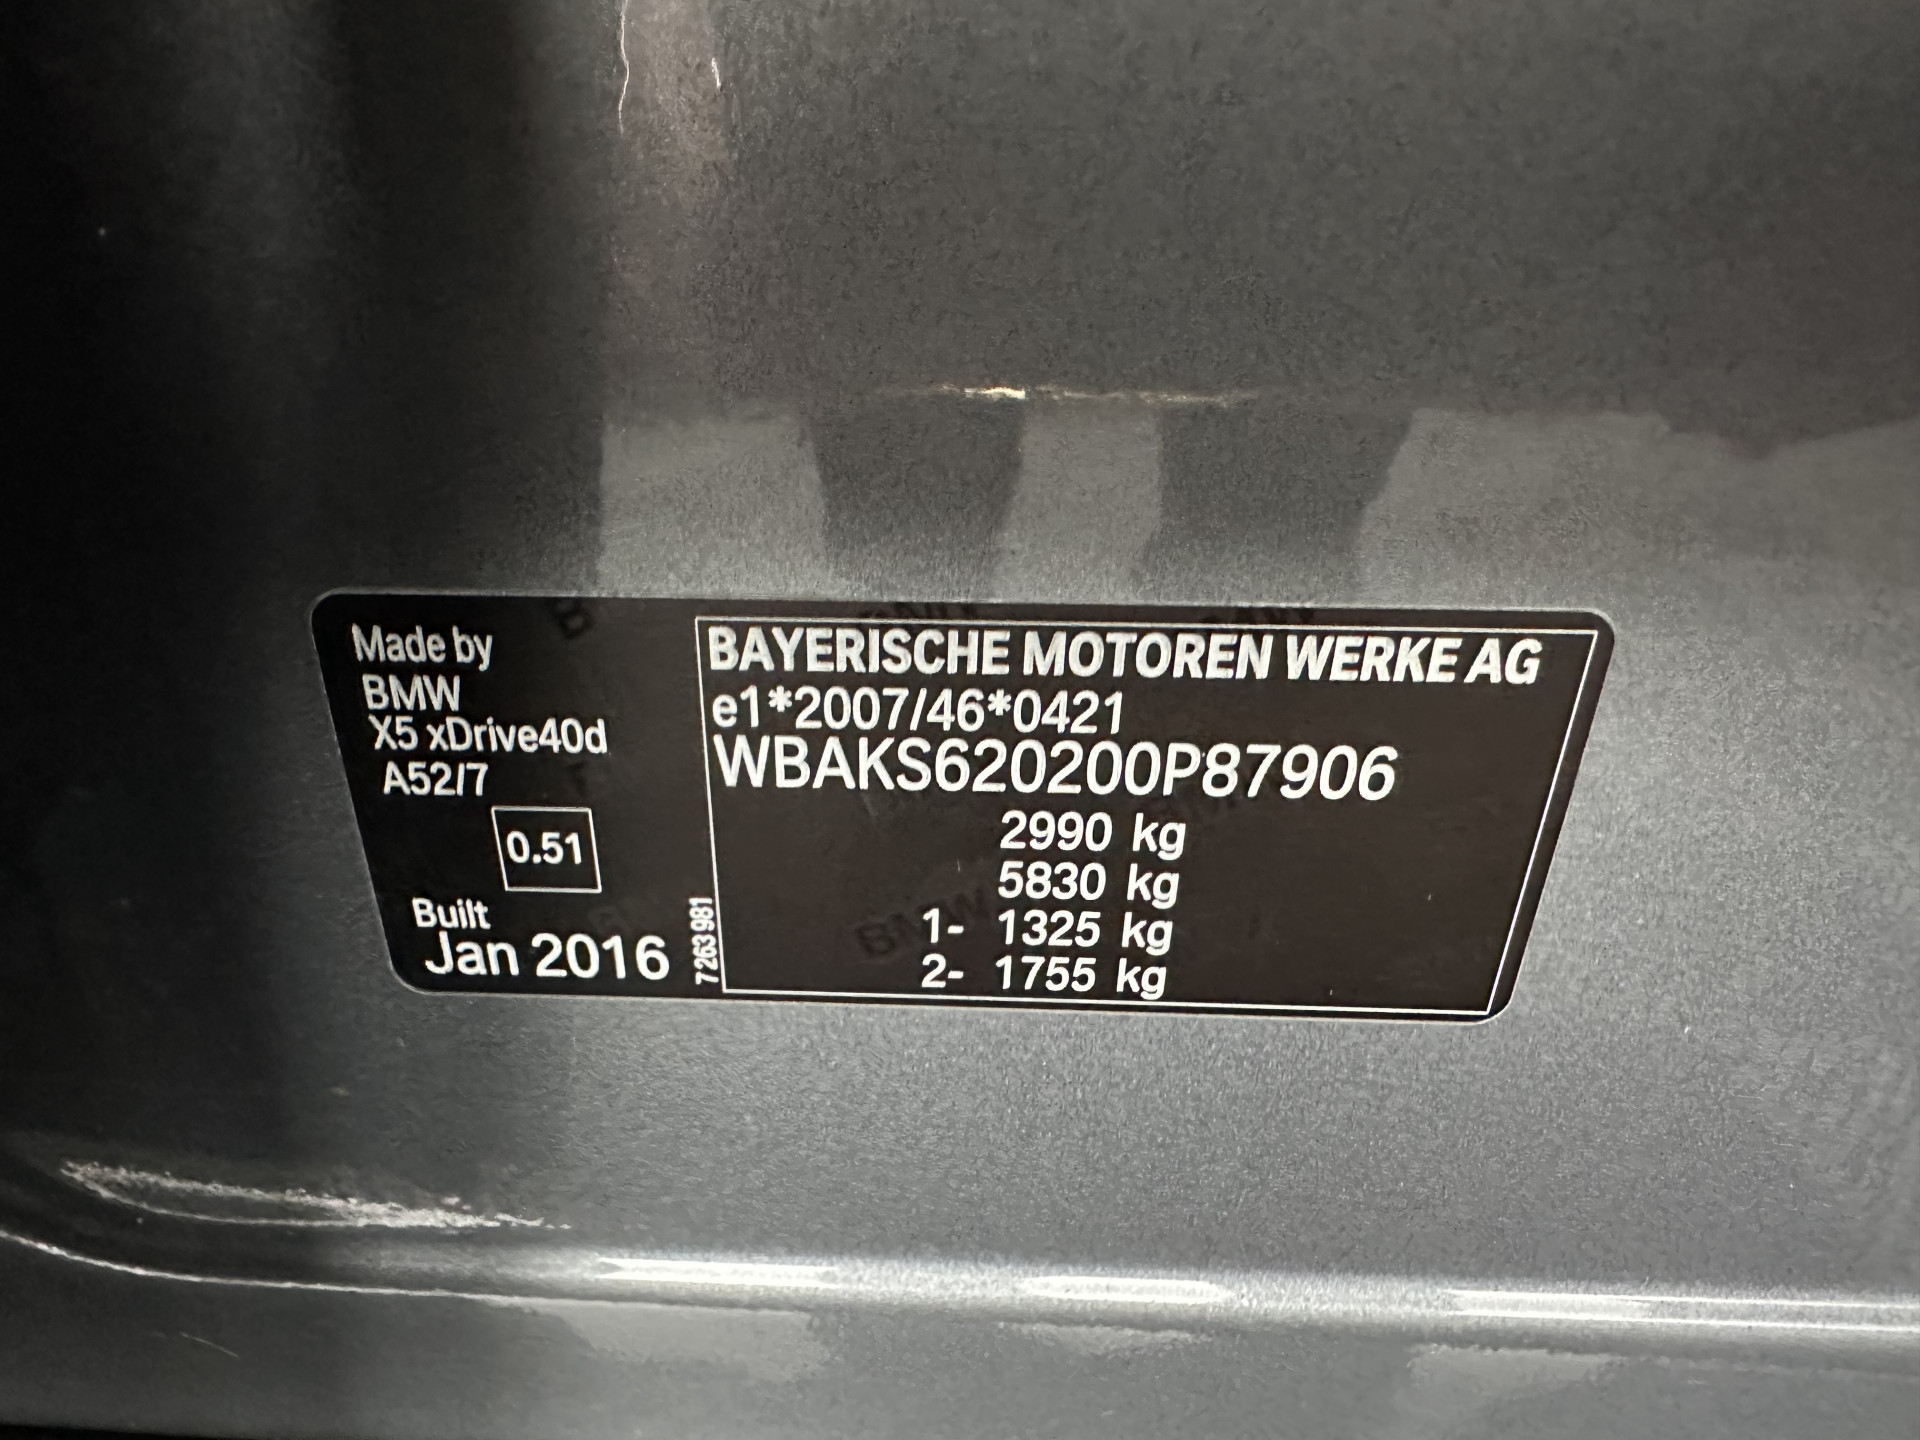 Made by
BMW
X5 xDrive40d
A52/7
0.51
Built
Jan 2016
7263981
BAYERISCHE MOTOREN WERKE AG
e1*2007/46*0421
WBAKS620200P87906
2990 kg
5830 kg
1- 1325 kg
2- 1755 kg